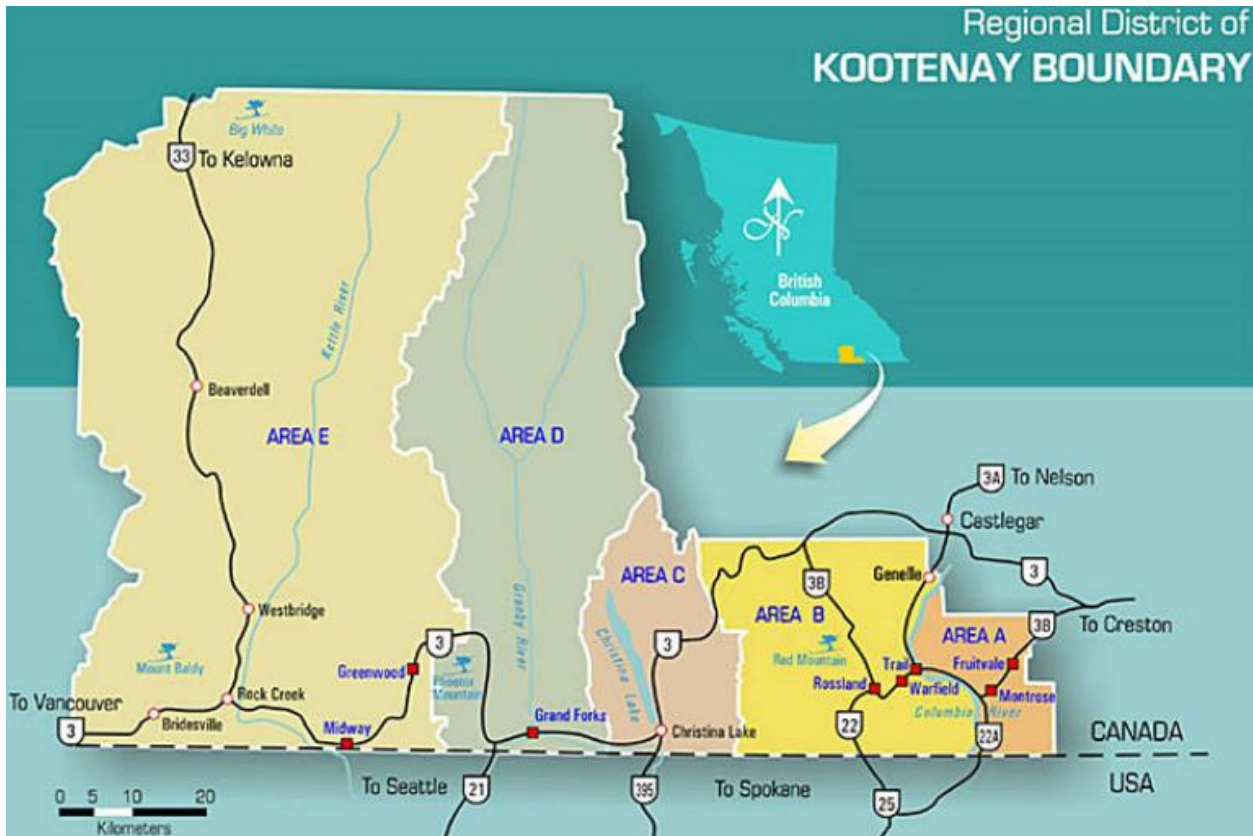 Regional District of
KOOTENAY BOUNDARY
Big White
33 To Kelowna
British
Columbia
Kettle River
Beaverdell
AREA E
AREA D
3A To Nelson
Castlegar
AREA C
Genelle
3
3B
AREA B
Westbridge
Granby River
Christina Lake
AREA A
3B
To Creston
Mount Baldy
Greenwood
3
Phoenix
Mountain
3
Red Mountain
Trail
Fruitvale
Rossland
Warfield
Montrose
To Vancouver
3
Rock Creek
Bridesville
Midway
Grand Forks
Christina Lake
Columbia River
22
22A
CANADA
USA
To Seattle
21
395
To Spokane
25
0 5 10 20
Kilometers